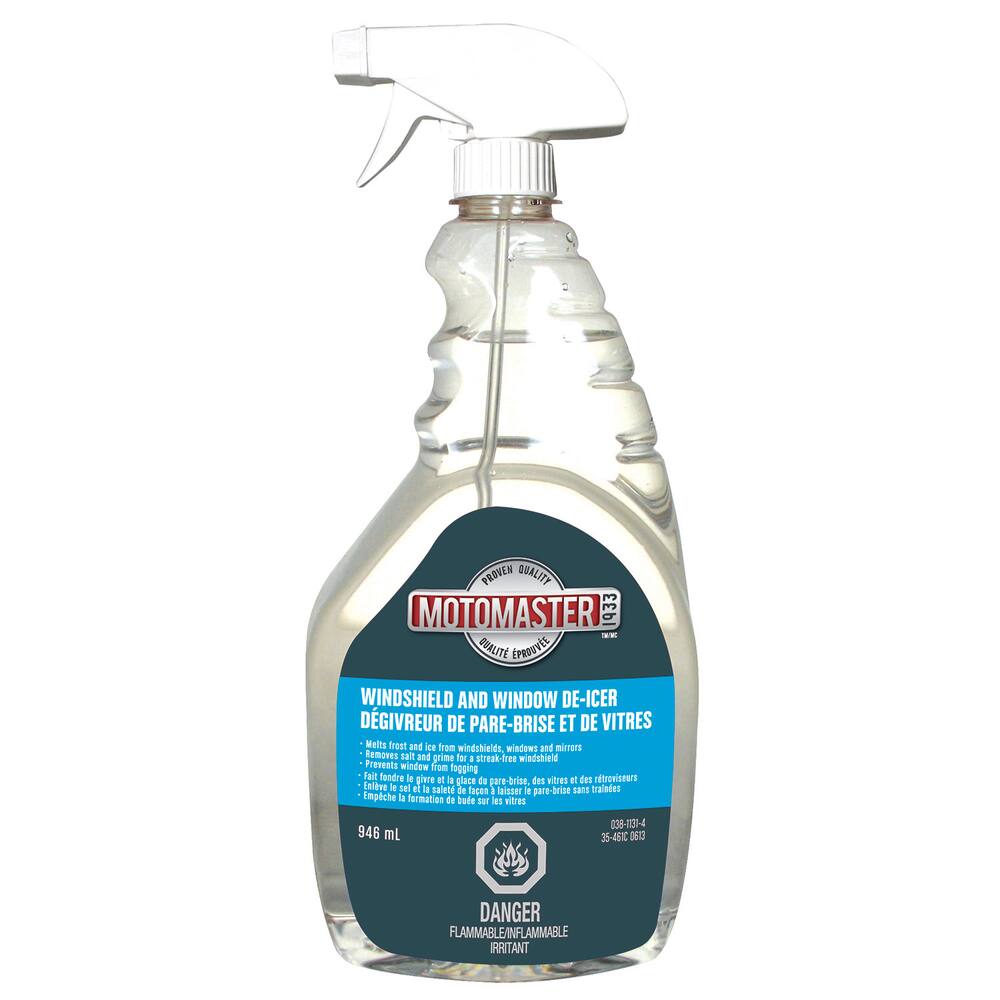 PROVEN QUALITY
MOTOMASTER
1933
TM/MC
QUALITÉ ÉPROUVÉE
WINDSHIELD AND WINDOW DE-ICER
DÉGIVREUR DE PARE-BRISE ET DE VITRES
· Melts frost and ice from windshields, windows and mirrors
· Removes salt and grime for a streak-free windshield
· Prevents window from fogging
· Fait fondre le givre et la glace du pare-brise, des vitres et des rétroviseurs
· Enlève le sel et la saleté de façon à laisser le pare-brise sans traînées
· Empêche la formation de buée sur les vitres
946 mL
038-1131-4
35-461C 0613
DANGER
FLAMMABLE/INFLAMMABLE
IRRITANT